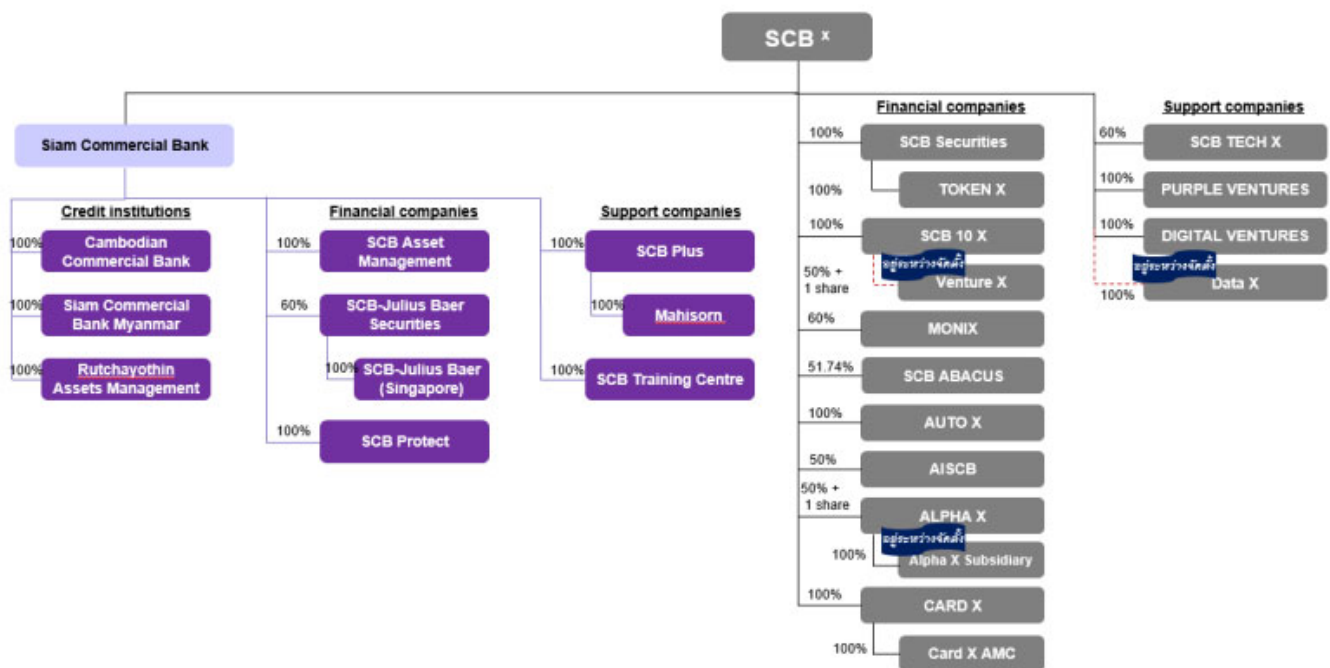 SCB X
Siam Commercial Bank
Credit institutions
100%
Cambodian
Commercial Bank
100%
Siam Commercial
Bank Myanmar
100%
Rutchayothin
Assets Management
Financial companies
100%
SCB Asset
Management
60%
SCB-Julius Baer
Securities
100%
SCB-Julius Baer
(Singapore)
100%
SCB Protect
Support companies
100%
SCB Plus
100%
Mahisorn
100%
SCB Training Centre
Financial companies
100%
SCB Securities
100%
TOKEN X
100%
SCB 10 X
อยู่ระหว่างจัดตั้ง
50% +
1 share
Venture X
60%
MONIX
51.74%
SCB ABACUS
100%
AUTO X
50%
AISCB
50% +
1 share
ALPHA X
อยู่ระหว่างจัดตั้ง
100%
Alpha X Subsidiary
100%
CARD X
100%
Card X AMC
Support companies
60%
SCB TECH X
100%
PURPLE VENTURES
100%
DIGITAL VENTURES
อยู่ระหว่างจัดตั้ง
100%
Data X